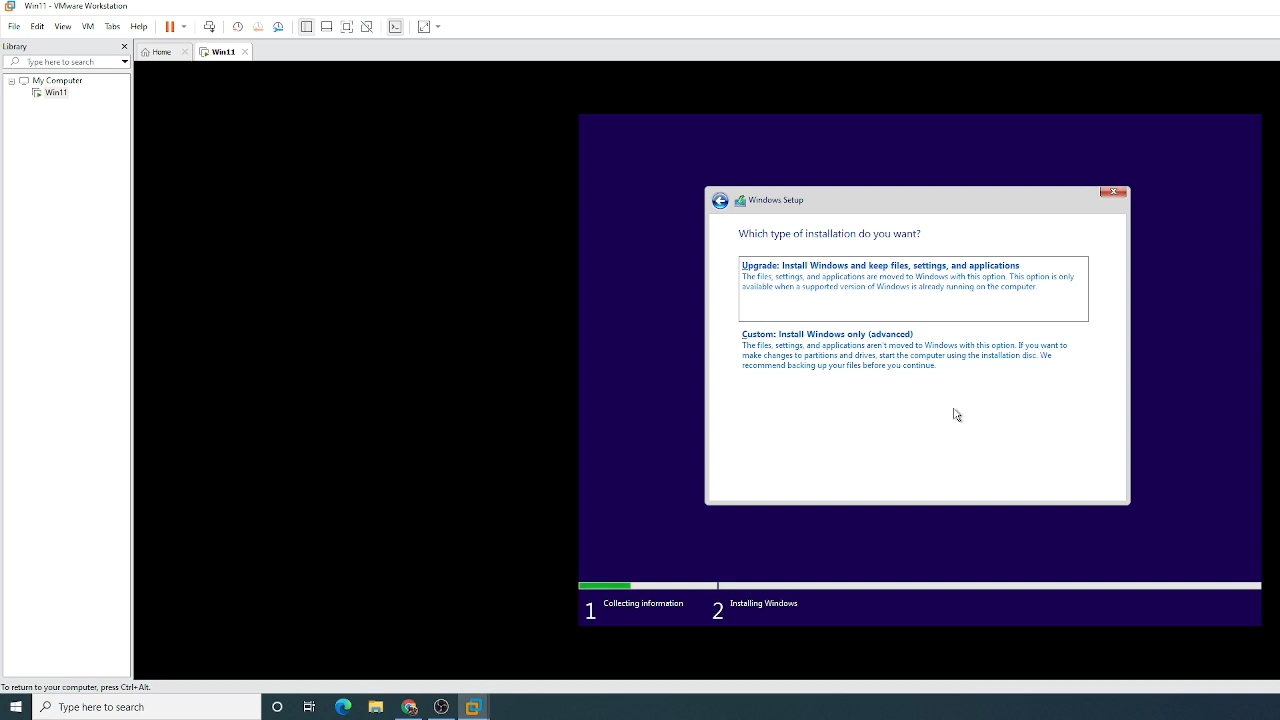 Win11 - VMware Workstation
File Edit View VM Tabs Help
Library
Home
Win11
Type here to search
My Computer
Win11
Windows Setup
Which type of installation do you want?
Upgrade: Install Windows and keep files, settings, and applications
The files, settings, and applications are moved to Windows with this option. This option is only
available when a supported version of Windows is already running on the computer.
Custom: Install Windows only (advanced)
The files, settings, and applications aren't moved to Windows with this option. If you want to
make changes to partitions and drives, start the computer using the installation disc. We
recommend backing up your files before you continue.
1 Collecting information
2 Installing Windows
To return to your computer, press Ctrl+Alt.
Type here to search